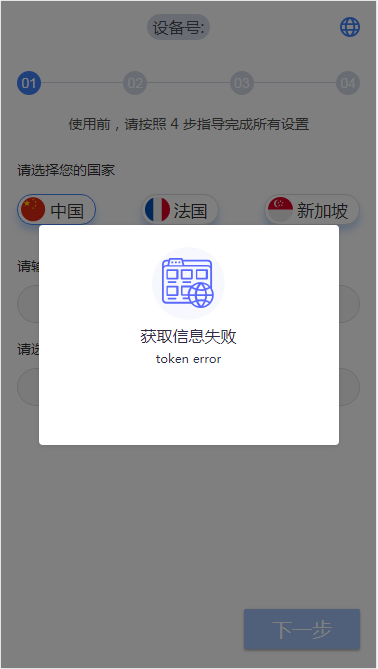 设备号:
01 02 03 04
使用前，请按照 4 步指导完成所有设置
请选择您的国家
中国 法国 新加坡
请输
获取信息失败
token error
请选
下一步